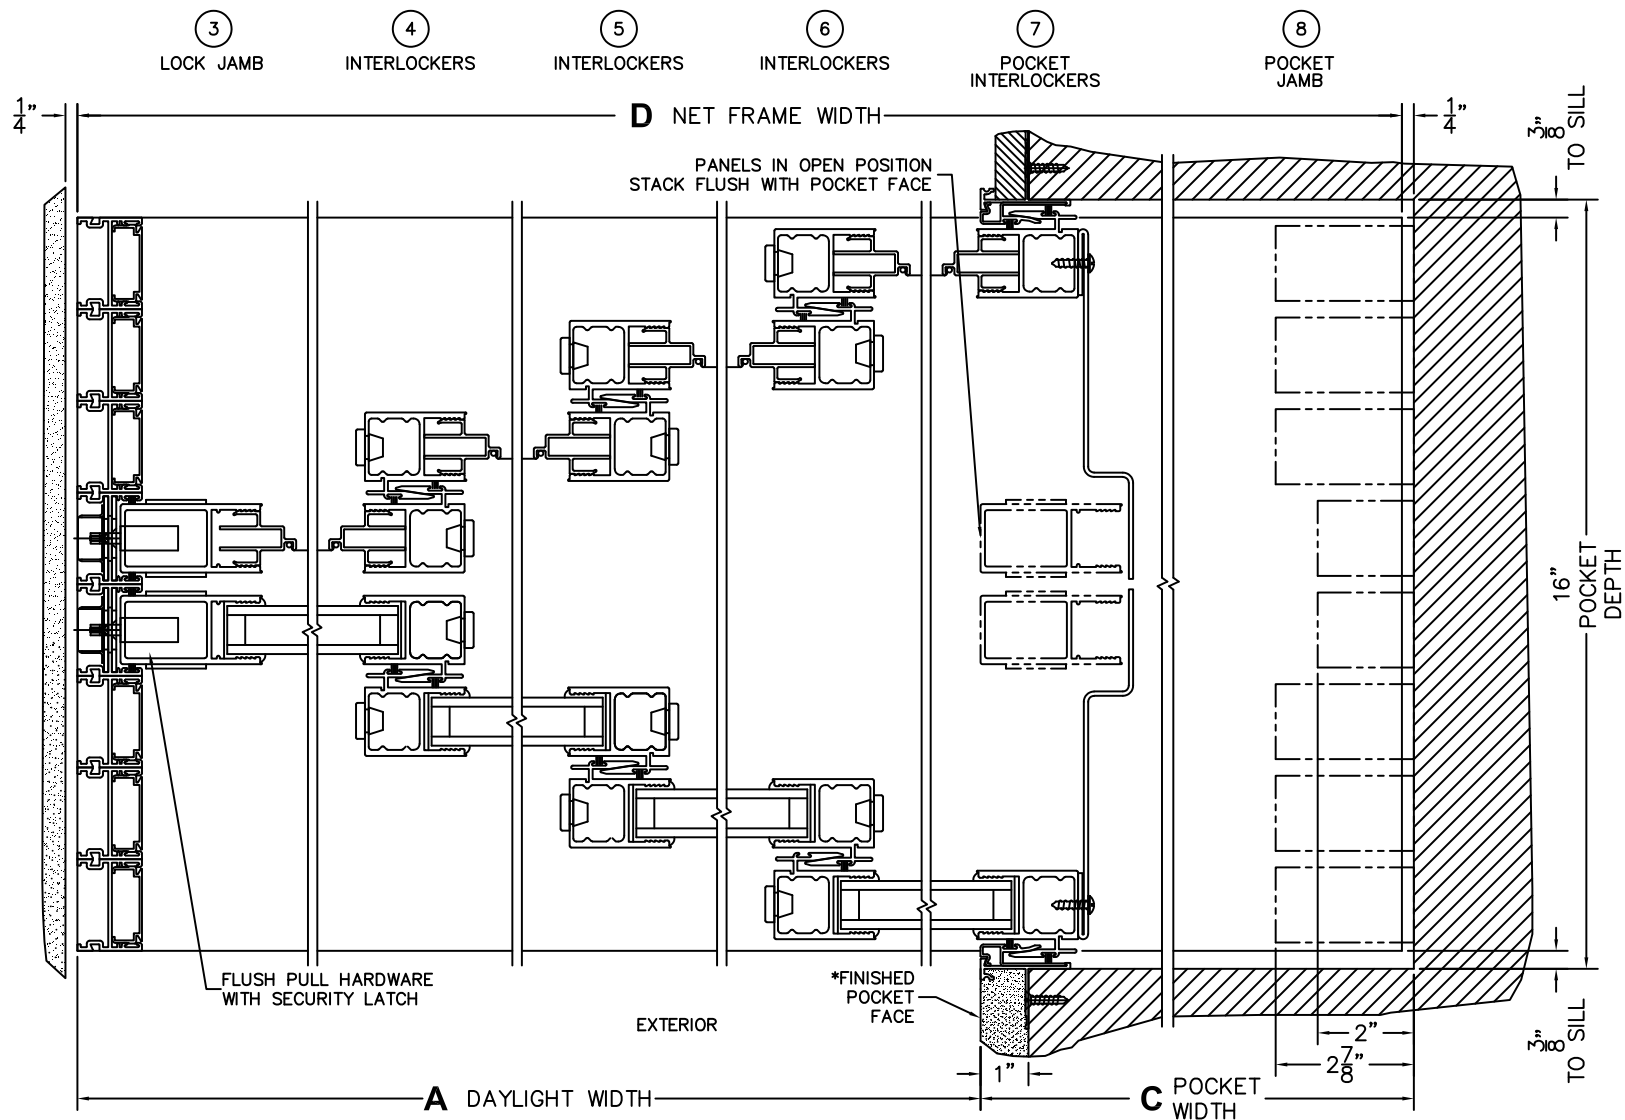 3
LOCK JAMB
4
INTERLOCKERS
5
INTERLOCKERS
6
INTERLOCKERS
7
POCKET
INTERLOCKERS
8
POCKET
JAMB
1/4"
D NET FRAME WIDTH
1/4"
3/8"
TO SILL
PANELS IN OPEN POSITION
STACK FLUSH WITH POCKET FACE
16"
POCKET
DEPTH
FLUSH PULL HARDWARE
WITH SECURITY LATCH
*FINISHED
POCKET
FACE
EXTERIOR
2"
2 7/8"
3/8"
TO SILL
1"
A DAYLIGHT WIDTH
C POCKET
WIDTH